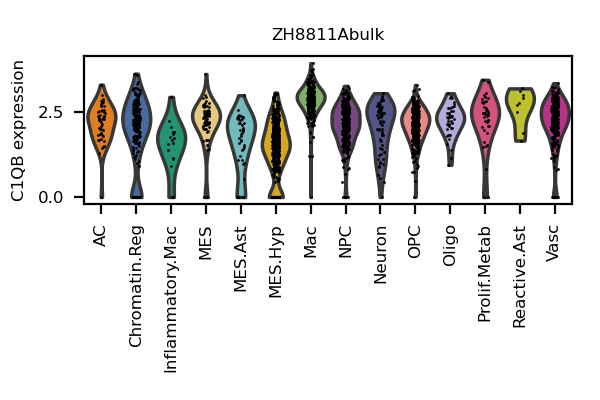 ZH8811Abulk
C1QB expression
2.5
0.0
AC
Chromatin.Reg
Inflammatory.Mac
MES
MES.Ast
MES.Hyp
Mac
NPC
Neuron
OPC
Oligo
Prolif.Metab
Reactive.Ast
Vasc